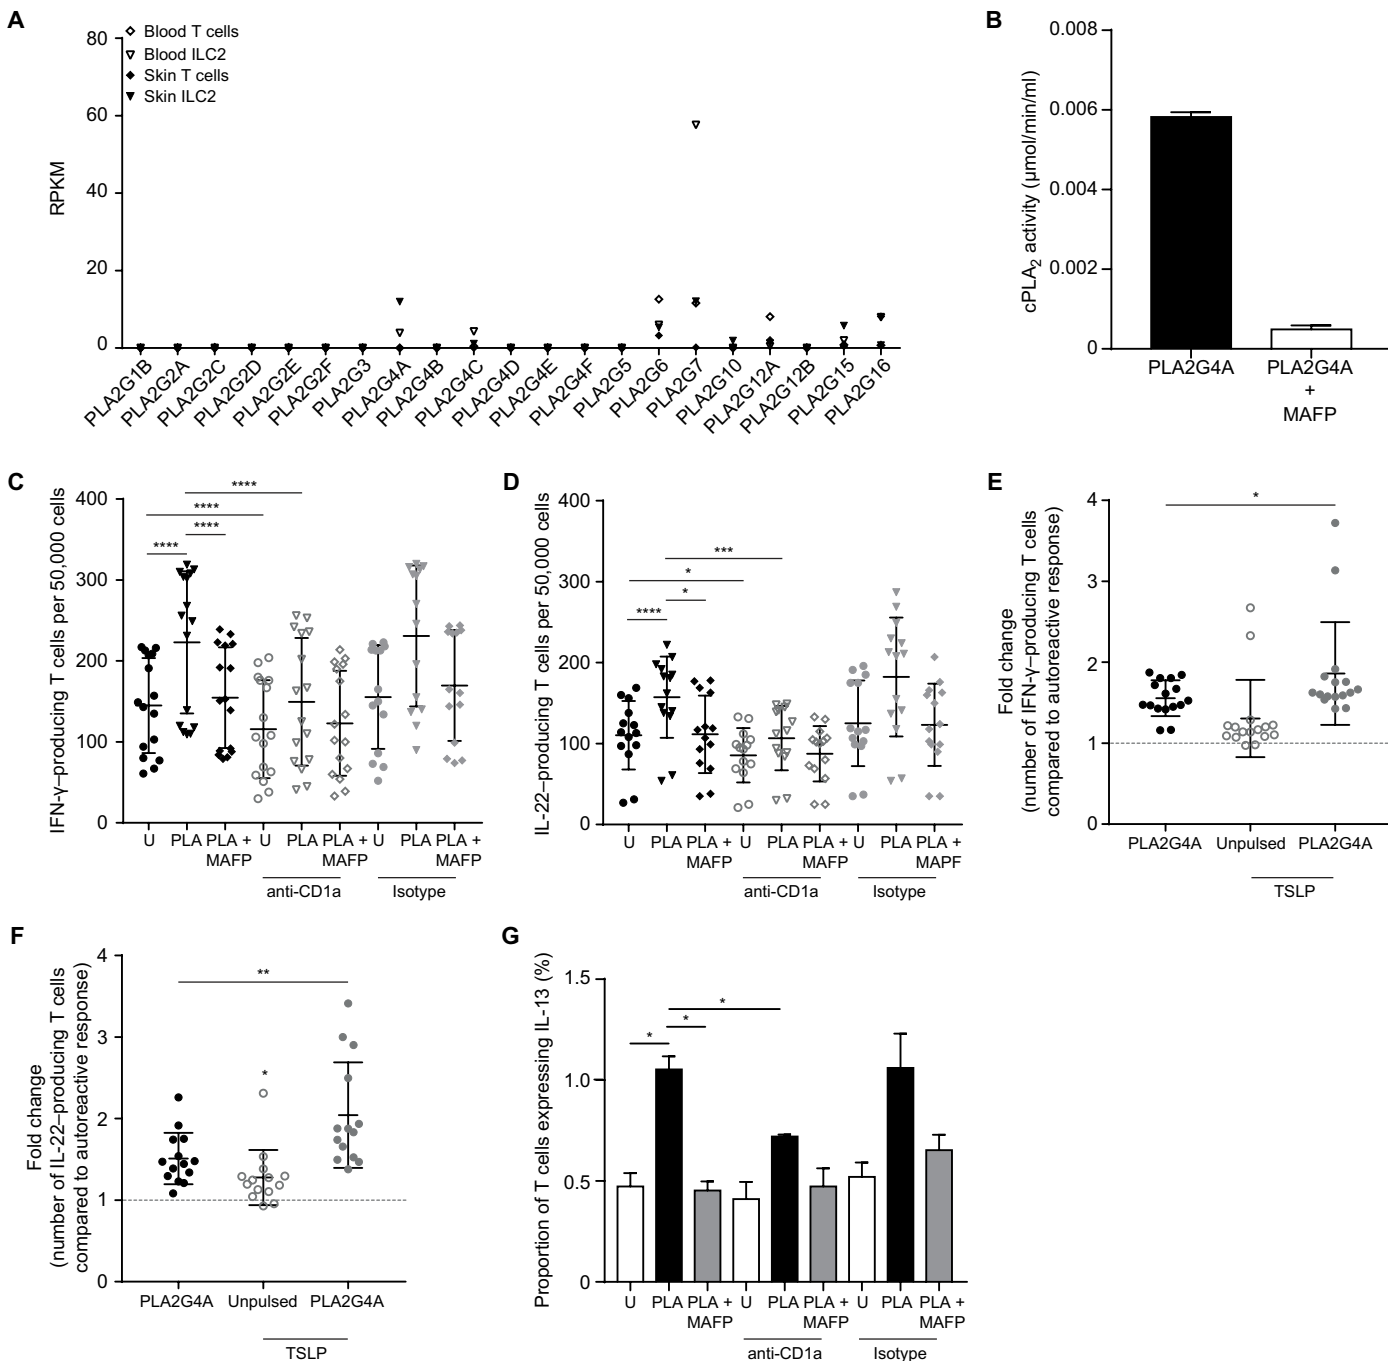 A
Blood T cells
Blood ILC2
Skin T cells
Skin ILC2
RPKM
80
60
40
20
0
PLA2G1B
PLA2G2A
PLA2G2C
PLA2G2D
PLA2G2E
PLA2G2F
PLA2G3
PLA2G4A
PLA2G4B
PLA2G4C
PLA2G4D
PLA2G4E
PLA2G4F
PLA2G5
PLA2G6
PLA2G7
PLA2G10
PLA2G12A
PLA2G12B
PLA2G15
PLA2G16
B
cPLA2 activity (μmol/min/ml)
0.008
0.006
0.004
0.002
0
PLA2G4A
PLA2G4A
+
MAFP
C
IFN-γ–producing T cells per 50,000 cells
400
300
200
100
0
****
****
****
****
U
PLA
PLA +
MAFP
U
PLA
PLA +
MAFP
U
PLA
PLA +
MAFP
anti-CD1a
Isotype
D
IL-22–producing T cells per 50,000 cells
400
300
200
100
0
***
*
*
****
U
PLA
PLA +
MAFP
U
PLA
PLA +
MAFP
U
PLA
PLA +
MAPF
anti-CD1a
Isotype
E
Fold change
(number of IFN-γ–producing T cells
compared to autoreactive response)
4
3
2
1
0
*
PLA2G4A
Unpulsed
PLA2G4A
TSLP
F
Fold change
(number of IL-22–producing T cells
compared to autoreactive response)
4
3
2
1
0
**
*
PLA2G4A
Unpulsed
PLA2G4A
TSLP
G
Proportion of T cells expressing IL-13 (%)
1.5
1.0
0.5
0
*
*
*
U
PLA
PLA +
MAFP
U
PLA
PLA +
MAFP
U
PLA
PLA +
MAFP
anti-CD1a
Isotype